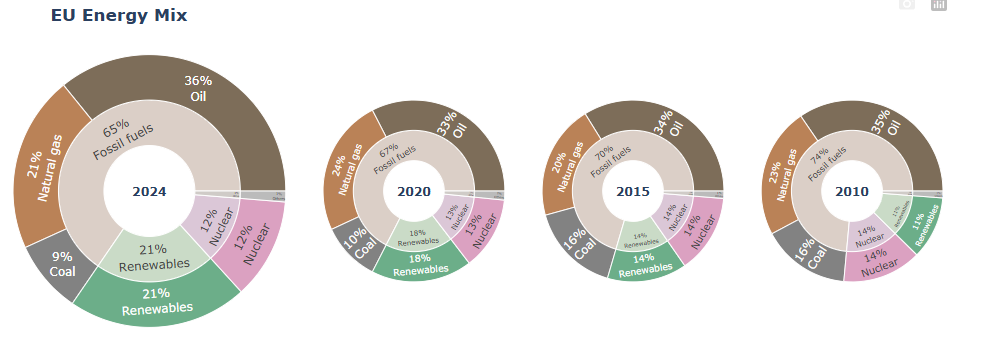 EU Energy Mix
36%
Oil
65%
Fossil fuels
21%
Natural gas
2024
12%
Nuclear
12%
Nuclear
9%
Coal
21%
Renewables
21%
Renewables
33%
Oil
67%
Fossil fuels
24%
Natural gas
2020
13%
Nuclear
13%
Nuclear
10%
Coal
18%
Renewables
18%
Renewables
34%
Oil
70%
Fossil fuels
20%
Natural gas
2015
14%
Nuclear
14%
Nuclear
16%
Coal
14%
Renewables
14%
Renewables
35%
Oil
74%
Fossil fuels
23%
Natural gas
2010
11%
Renewables
11%
Renewables
14%
Nuclear
14%
Nuclear
16%
Coal